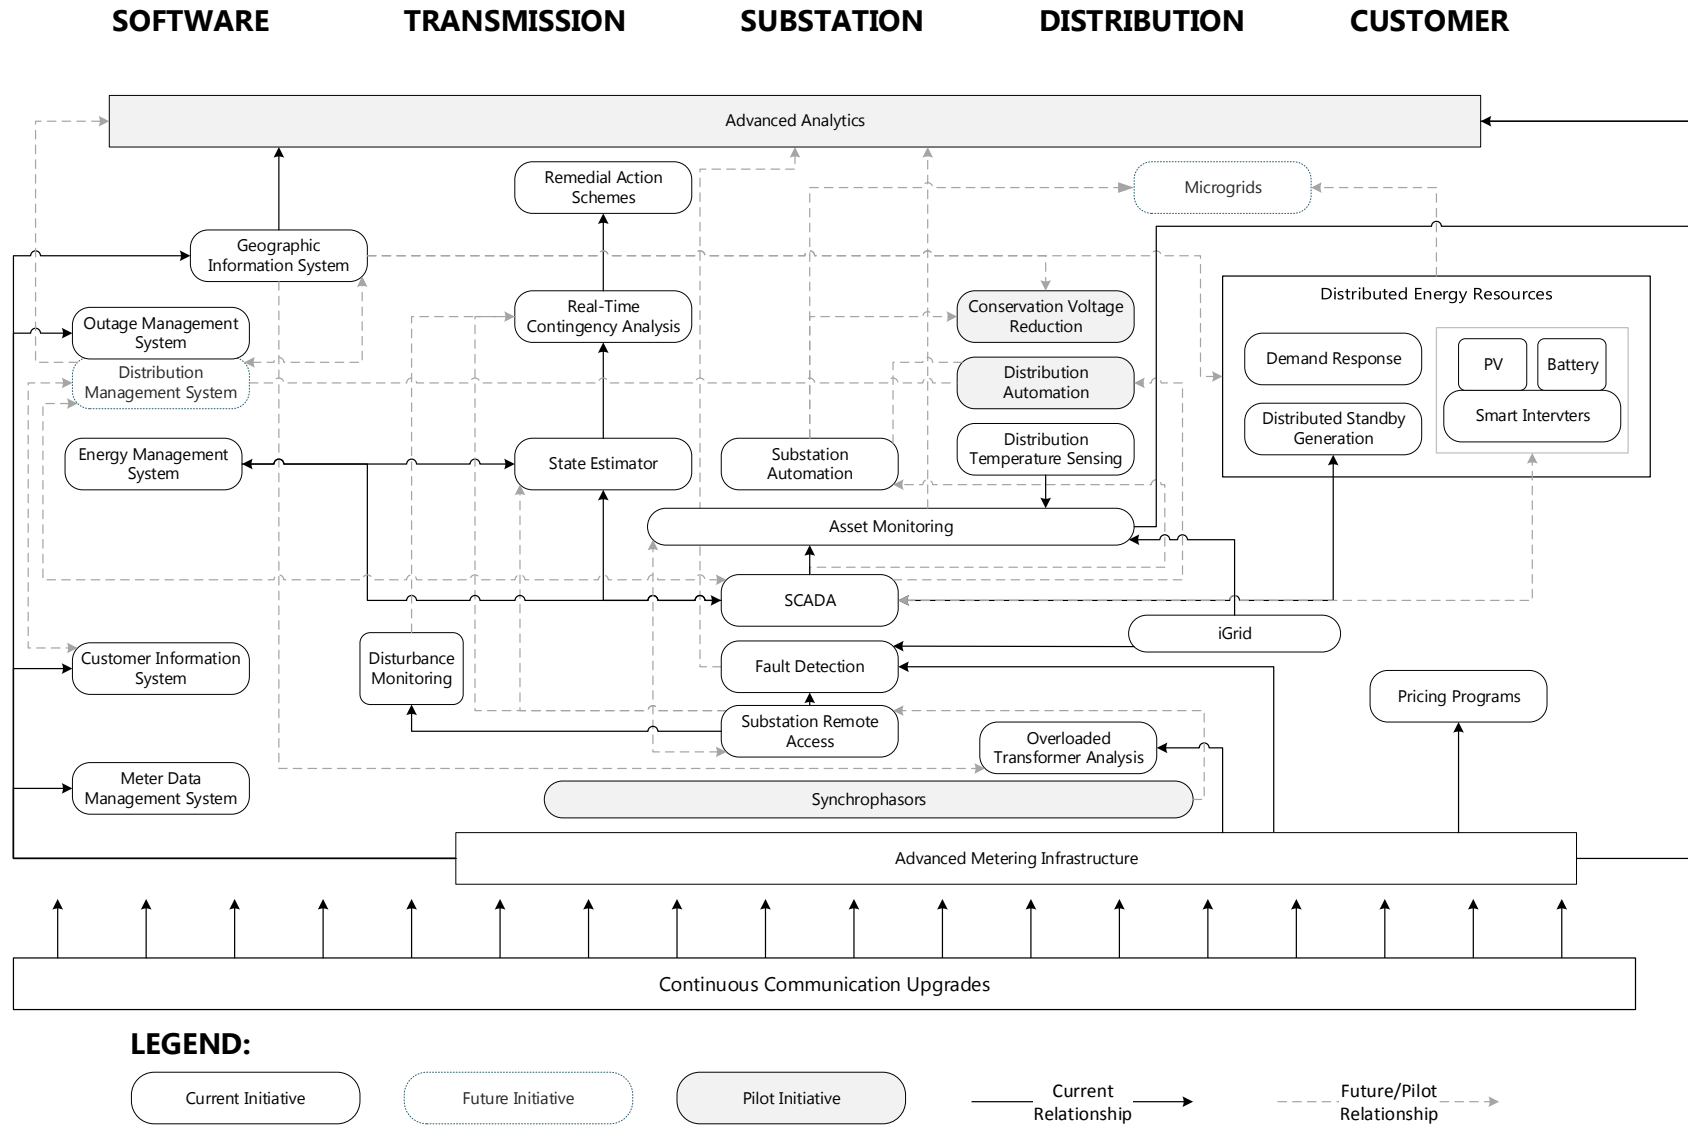 SOFTWARE
TRANSMISSION
SUBSTATION
DISTRIBUTION
CUSTOMER
Advanced Analytics
Remedial Action
Schemes
Microgrids
Geographic
Information System
Real-Time
Contingency Analysis
Conservation Voltage
Reduction
Distributed Energy Resources
Outage Management
System
Distribution
Management System
Distribution
Automation
Demand Response
PV
Battery
Smart Intervters
Distributed Standby
Generation
Energy Management
System
State Estimator
Substation
Automation
Distribution
Temperature Sensing
Asset Monitoring
SCADA
iGrid
Customer Information
System
Disturbance
Monitoring
Fault Detection
Pricing Programs
Substation Remote
Access
Overloaded
Transformer Analysis
Meter Data
Management System
Synchrophasors
Advanced Metering Infrastructure
Continuous Communication Upgrades
LEGEND:
Current Initiative
Future Initiative
Pilot Initiative
Current
Relationship
Future/Pilot
Relationship